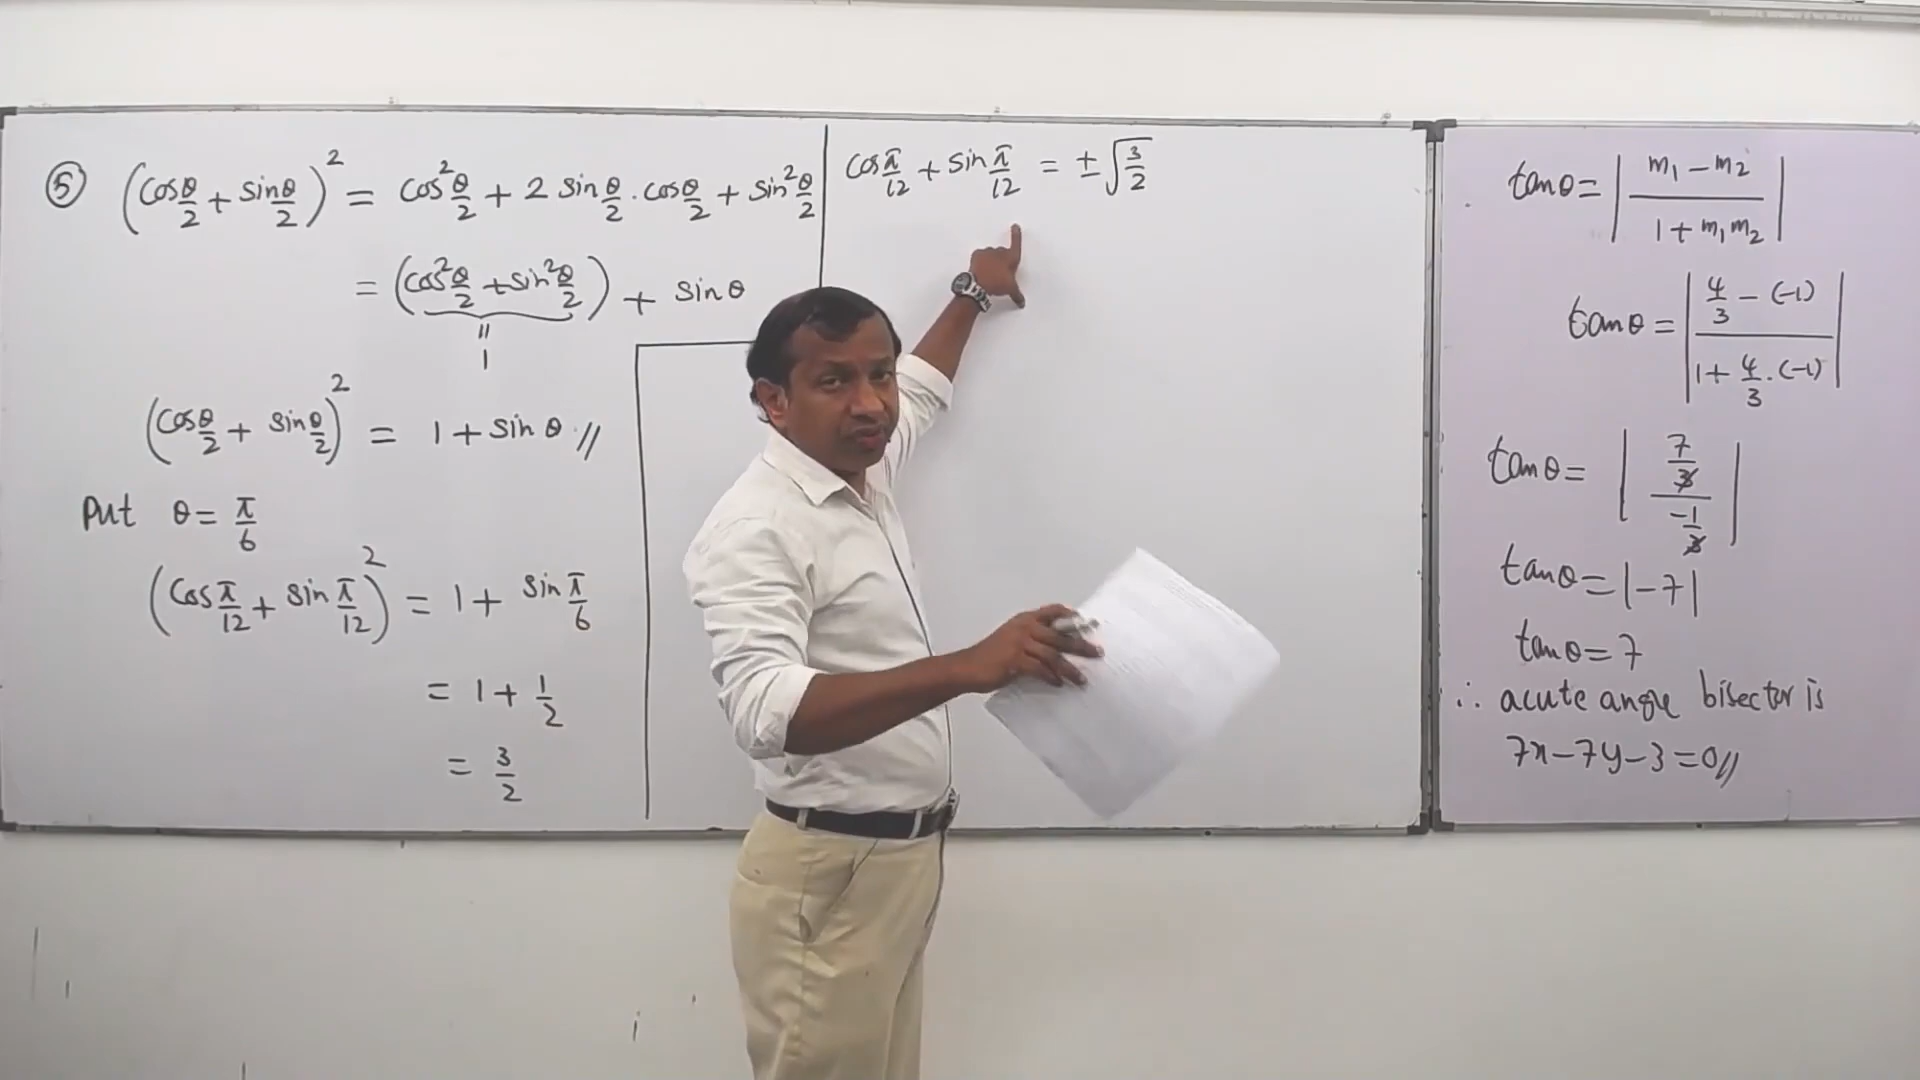 ⑤ (cos θ/2 + sin θ/2)² = cos² θ/2 + 2 sin θ/2 . cos θ/2 + sin² θ/2
= (cos² θ/2 + sin² θ/2) + sin θ
||
1
(cos θ/2 + sin θ/2)² = 1 + sin θ //
Put θ = π/6
(cos π/12 + sin π/12)² = 1 + sin π/6
= 1 + 1/2
= 3/2
cos π/12 + sin π/12 = ± √(3/2)
tan θ = | (m₁ − m₂)/(1 + m₁m₂) |
tan θ = | (4/3 − (−1))/(1 + 4/3 . (−1)) |
tan θ = | (7/3)/(−1/3) |
tan θ = |−7|
tan θ = 7
∴ acute angle bisector is
7x − 7y − 3 = 0 //